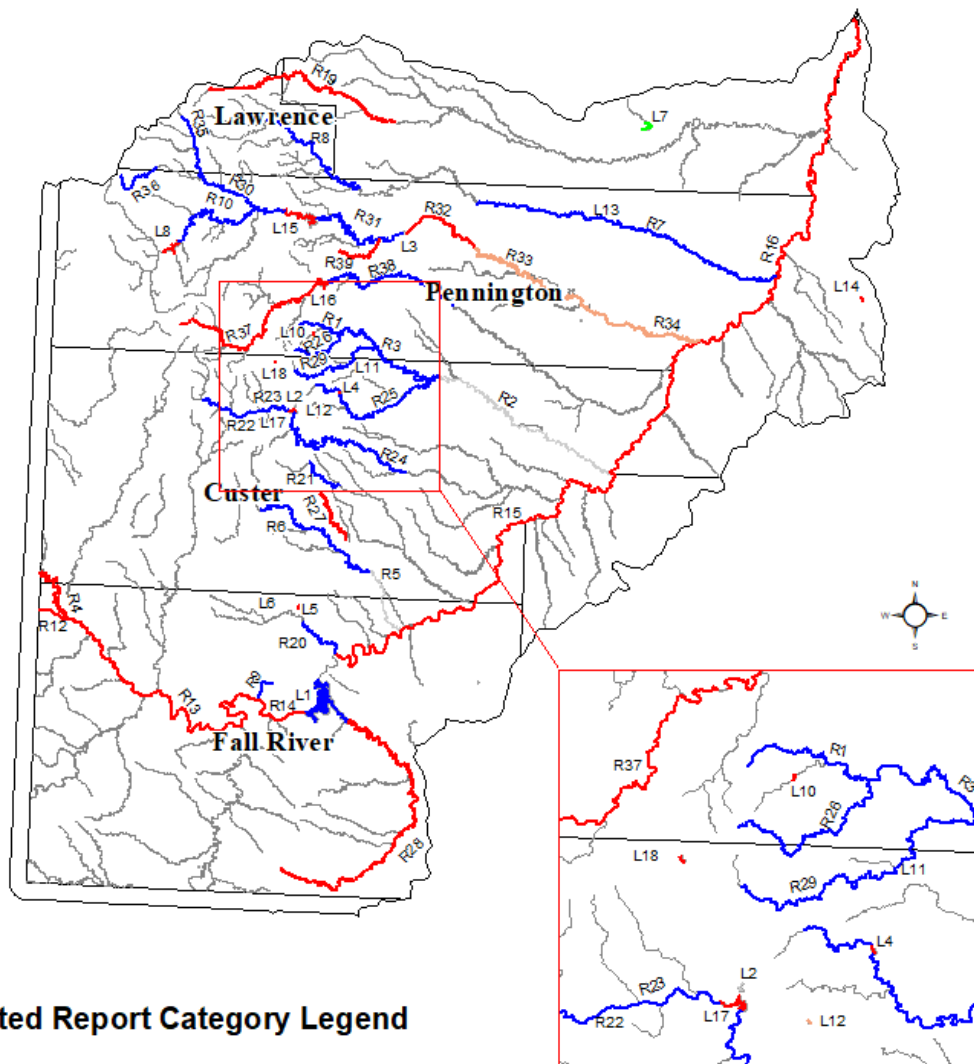 R19
L7
Lawrence
R35
R8
R36
R30
R10
L13
R7
R31
R32
L15
L8
L3
R16
R33
R39
R38
L14
Pennington
L16
R34
R1
L10
R26
R3
R37
L18
R29
L11
L4
R23
L2
R25
R2
L12
R22
L17
R24
R21
Custer
R27
R15
R6
R5
R4
L6
L5
R12
R20
N
W
E
S
L1
R13
R14
Fall River
R28
R1
R37
L10
R26
L18
L11
R29
L4
R23
L2
L17
L12
R22
ted Report Category Legend